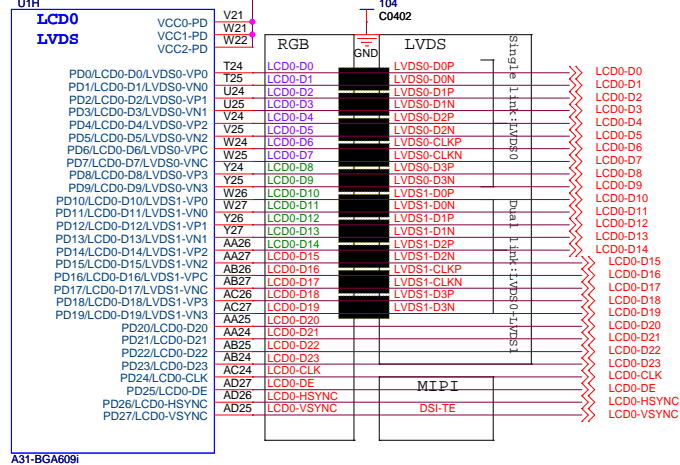 U1H
LCD0
LVDS
104
C0402
GND
VCC0-PD V21
VCC1-PD W21
VCC2-PD W22
RGB LVDS
Single link:LVDS0
Dual link:LVDS0+LVDS1
PD0/LCD0-D0/LVDS0-VP0 T24 LCD0-D0 LVDS0-D0P LCD0-D0
PD1/LCD0-D1/LVDS0-VN0 T25 LCD0-D1 LVDS0-D0N LCD0-D1
PD2/LCD0-D2/LVDS0-VP1 U24 LCD0-D2 LVDS0-D1P LCD0-D2
PD3/LCD0-D3/LVDS0-VN1 U25 LCD0-D3 LVDS0-D1N LCD0-D3
PD4/LCD0-D4/LVDS0-VP2 V24 LCD0-D4 LVDS0-D2P LCD0-D4
PD5/LCD0-D5/LVDS0-VN2 V25 LCD0-D5 LVDS0-D2N LCD0-D5
PD6/LCD0-D6/LVDS0-VPC W24 LCD0-D6 LVDS0-CLKP LCD0-D6
PD7/LCD0-D7/LVDS0-VNC W25 LCD0-D7 LVDS0-CLKN LCD0-D7
PD8/LCD0-D8/LVDS0-VP3 Y24 LCD0-D8 LVDS0-D3P LCD0-D8
PD9/LCD0-D9/LVDS0-VN3 Y25 LCD0-D9 LVDS0-D3N LCD0-D9
PD10/LCD0-D10/LVDS1-VP0 W26 LCD0-D10 LVDS1-D0P LCD0-D10
PD11/LCD0-D11/LVDS1-VN0 W27 LCD0-D11 LVDS1-D0N LCD0-D11
PD12/LCD0-D12/LVDS1-VP1 Y26 LCD0-D12 LVDS1-D1P LCD0-D12
PD13/LCD0-D13/LVDS1-VN1 Y27 LCD0-D13 LVDS1-D1N LCD0-D13
PD14/LCD0-D14/LVDS1-VP2 AA26 LCD0-D14 LVDS1-D2P LCD0-D14
PD15/LCD0-D15/LVDS1-VN2 AA27 LCD0-D15 LVDS1-D2N LCD0-D15
PD16/LCD0-D16/LVDS1-VPC AB26 LCD0-D16 LVDS1-CLKP LCD0-D16
PD17/LCD0-D17/LVDS1-VNC AB27 LCD0-D17 LVDS1-CLKN LCD0-D17
PD18/LCD0-D18/LVDS1-VP3 AC26 LCD0-D18 LVDS1-D3P LCD0-D18
PD19/LCD0-D19/LVDS1-VN3 AC27 LCD0-D19 LVDS1-D3N LCD0-D19
PD20/LCD0-D20 AA25 LCD0-D20 LCD0-D20
PD21/LCD0-D21 AA24 LCD0-D21 LCD0-D21
PD22/LCD0-D22 AB25 LCD0-D22 LCD0-D22
PD23/LCD0-D23 AB24 LCD0-D23 LCD0-D23
PD24/LCD0-CLK AC24 LCD0-CLK LCD0-CLK
PD25/LCD0-DE AD27 LCD0-DE MIPI LCD0-DE
PD26/LCD0-HSYNC AD26 LCD0-HSYNC LCD0-HSYNC
PD27/LCD0-VSYNC AD25 LCD0-VSYNC DSI-TE LCD0-VSYNC
A31-BGA609i